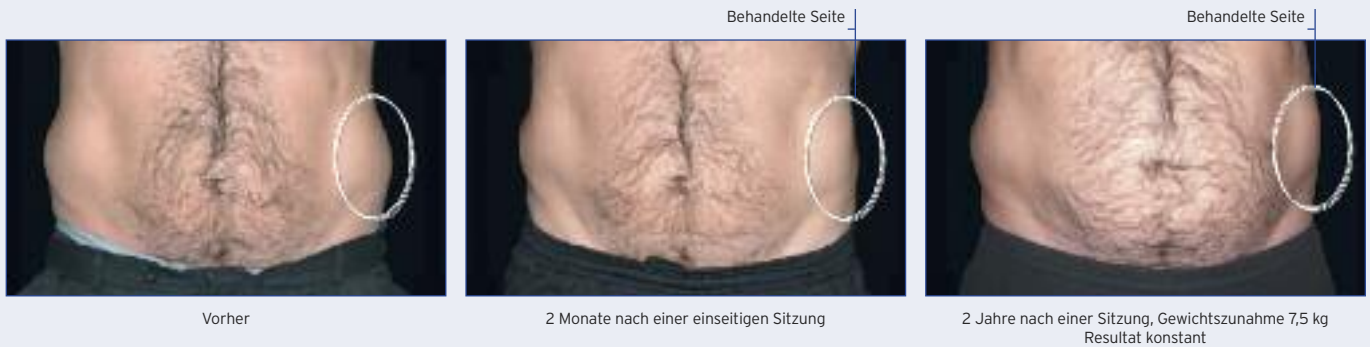 Behandelte Seite
Behandelte Seite
Vorher
2 Monate nach einer einseitigen Sitzung
2 Jahre nach einer Sitzung, Gewichtszunahme 7,5 kg
Resultat konstant